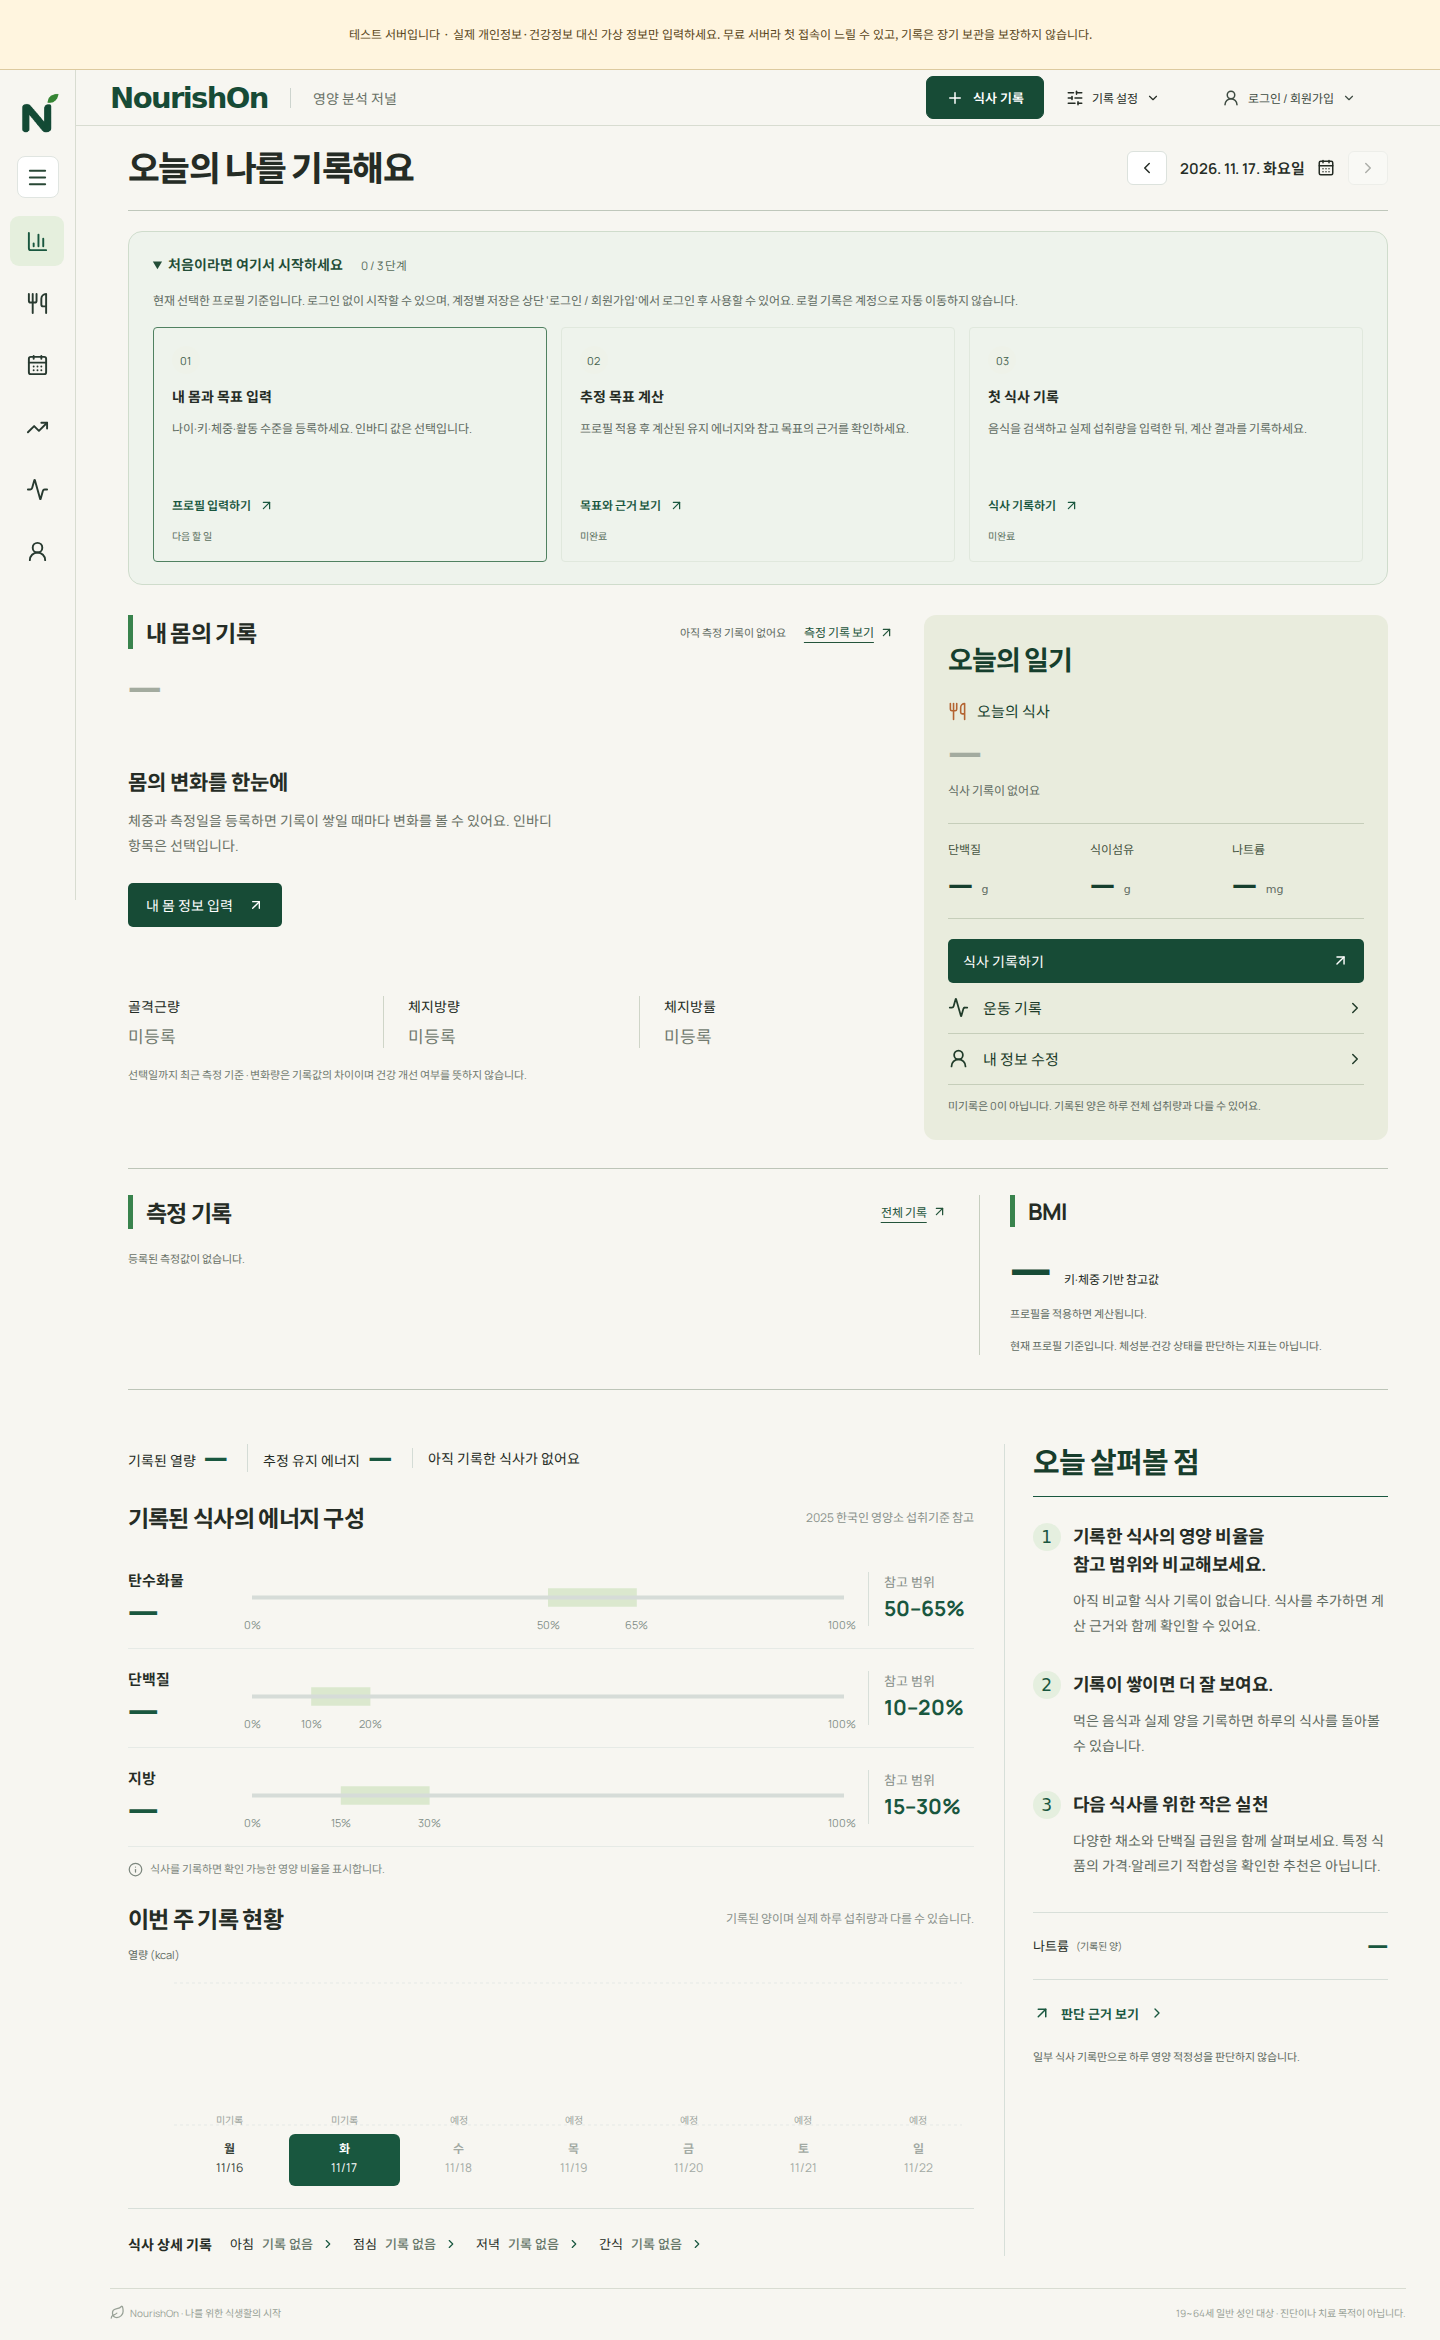 테스트 서버입니다 · 실제 개인정보·건강정보 대신 가상 정보만 입력하세요. 무료 서버라 첫 접속이 느릴 수 있고, 기록은 장기 보관을 보장하지 않습니다.
N
NourishOn
영양 분석 저널
식사 기록
기록 설정
로그인 / 회원가입
오늘의 나를 기록해요
2026. 11. 17. 화요일
▼ 처음이라면 여기서 시작하세요 0 / 3 단계
현재 선택한 프로필 기준입니다. 로그인 없이 시작할 수 있으며, 계정별 저장은 상단 '로그인 / 회원가입'에서 로그인 후 사용할 수 있어요. 로컬 기록은 계정으로 자동 이동하지 않습니다.
01
내 몸과 목표 입력
나이·키·체중·활동 수준을 등록하세요. 인바디 값은 선택입니다.
프로필 입력하기
다음 할 일
02
추정 목표 계산
프로필 적용 후 계산된 유지 에너지와 참고 목표의 근거를 확인하세요.
목표와 근거 보기
미완료
03
첫 식사 기록
음식을 검색하고 실제 섭취량을 입력한 뒤, 계산 결과를 기록하세요.
식사 기록하기
미완료
내 몸의 기록
아직 측정 기록이 없어요
측정 기록 보기
—
몸의 변화를 한눈에
체중과 측정일을 등록하면 기록이 쌓일 때마다 변화를 볼 수 있어요. 인바디
항목은 선택입니다.
내 몸 정보 입력
골격근량
미등록
체지방량
미등록
체지방률
미등록
선택일까지 최근 측정 기준 · 변화량은 기록값의 차이이며 건강 개선 여부를 뜻하지 않습니다.
오늘의 일기
오늘의 식사
—
식사 기록이 없어요
단백질
— g
식이섬유
— g
나트륨
— mg
식사 기록하기
운동 기록
내 정보 수정
미기록은 0이 아닙니다. 기록된 양은 하루 전체 섭취량과 다를 수 있어요.
측정 기록
전체 기록
등록된 측정값이 없습니다.
BMI
— 키·체중 기반 참고값
프로필을 적용하면 계산됩니다.
현재 프로필 기준입니다. 체성분·건강 상태를 판단하는 지표는 아닙니다.
기록된 열량 —
추정 유지 에너지 —
아직 기록한 식사가 없어요
기록된 식사의 에너지 구성
2025 한국인 영양소 섭취기준 참고
탄수화물
—
0% 50% 65% 100%
참고 범위
50–65%
단백질
—
0% 10% 20% 100%
참고 범위
10–20%
지방
—
0% 15% 30% 100%
참고 범위
15–30%
식사를 기록하면 확인 가능한 영양 비율을 표시합니다.
이번 주 기록 현황
기록된 양이며 실제 하루 섭취량과 다를 수 있습니다.
열량 (kcal)
미기록 미기록 예정 예정 예정 예정 예정
월 화 수 목 금 토 일
11/16 11/17 11/18 11/19 11/20 11/21 11/22
식사 상세 기록
아침 기록 없음
점심 기록 없음
저녁 기록 없음
간식 기록 없음
오늘 살펴볼 점
1
기록한 식사의 영양 비율을
참고 범위와 비교해보세요.
아직 비교할 식사 기록이 없습니다. 식사를 추가하면 계
산 근거와 함께 확인할 수 있어요.
2
기록이 쌓이면 더 잘 보여요.
먹은 음식과 실제 양을 기록하면 하루의 식사를 돌아볼
수 있습니다.
3
다음 식사를 위한 작은 실천
다양한 채소와 단백질 급원을 함께 살펴보세요. 특정 식
품의 가격·알레르기 적합성을 확인한 추천은 아닙니다.
나트륨 (기록된 양) —
판단 근거 보기
일부 식사 기록만으로 하루 영양 적정성을 판단하지 않습니다.
NourishOn · 나를 위한 식생활의 시작
19~64세 일반 성인 대상 · 진단이나 치료 목적이 아닙니다.